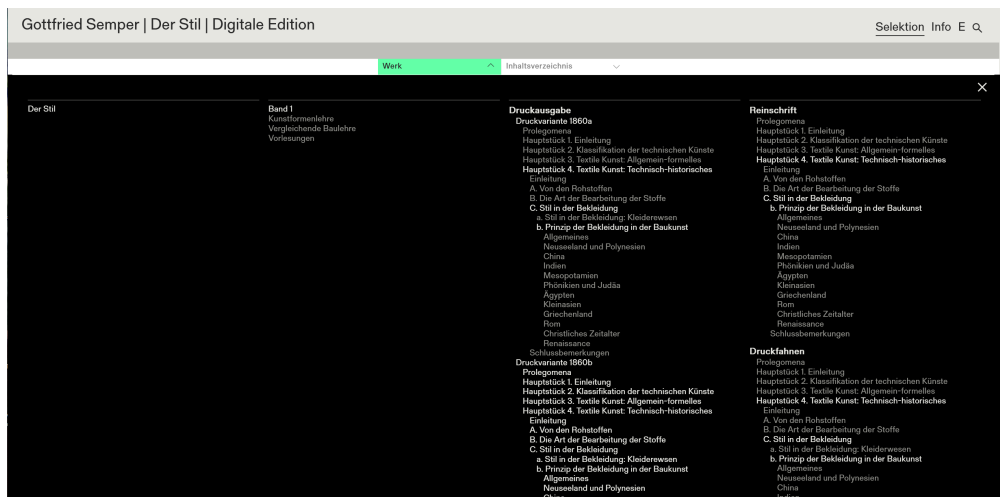 Gottfried Semper | Der Stil | Digitale Edition
Selektion Info E
Werk
Inhaltsverzeichnis
Der Stil
Band 1
Kunstformenlehre
Vergleichende Baulehre
Vorlesungen
Druckausgabe
Druckvariante 1860a
Prolegomena
Hauptstück 1. Einleitung
Hauptstück 2. Klassifikation der technischen Künste
Hauptstück 3. Textile Kunst: Allgemein-formelles
Hauptstück 4. Textile Kunst: Technisch-historisches
Einleitung
A. Von den Rohstoffen
B. Die Art der Bearbeitung der Stoffe
C. Stil in der Bekleidung
a. Stil in der Bekleidung: Kleiderewsen
b. Prinzip der Bekleidung in der Baukunst
Allgemeines
Neuseeland und Polynesien
China
Indien
Mesopotamien
Phönikien und Judäa
Ägypten
Kleinasien
Griechenland
Rom
Christliches Zeitalter
Renaissance
Schlussbemerkungen
Druckvariante 1860b
Prolegomena
Hauptstück 1. Einleitung
Hauptstück 2. Klassifikation der technischen Künste
Hauptstück 3. Textile Kunst: Allgemein-formelles
Hauptstück 4. Textile Kunst: Technisch-historisches
Einleitung
A. Von den Rohstoffen
B. Die Art der Bearbeitung der Stoffe
C. Stil in der Bekleidung
a. Stil in der Bekleidung: Kleiderewsen
b. Prinzip der Bekleidung in der Baukunst
Allgemeines
Neuseeland und Polynesien
China
Reinschrift
Prolegomena
Hauptstück 1. Einleitung
Hauptstück 2. Klassifikation der technischen Künste
Hauptstück 3. Textile Kunst: Allgemein-formelles
Hauptstück 4. Textile Kunst: Technisch-historisches
Einleitung
A. Von den Rohstoffen
B. Die Art der Bearbeitung der Stoffe
C. Stil in der Bekleidung
b. Prinzip der Bekleidung in der Baukunst
Allgemeines
Neuseeland und Polynesien
China
Indien
Mesopotamien
Phönikien und Judäa
Ägypten
Kleinasien
Griechenland
Rom
Christliches Zeitalter
Renaissance
Schlussbemerkungen
Druckfahnen
Prolegomena
Hauptstück 1. Einleitung
Hauptstück 2. Klassifikation der technischen Künste
Hauptstück 3. Textile Kunst: Allgemein-formelles
Hauptstück 4. Textile Kunst: Technisch-historisches
Einleitung
A. Von den Rohstoffen
B. Die Art der Bearbeitung der Stoffe
C. Stil in der Bekleidung
a. Stil in der Bekleidung: Kleiderwesen
b. Prinzip der Bekleidung in der Baukunst
Allgemeines
Neuseeland und Polynesien
China
Indien